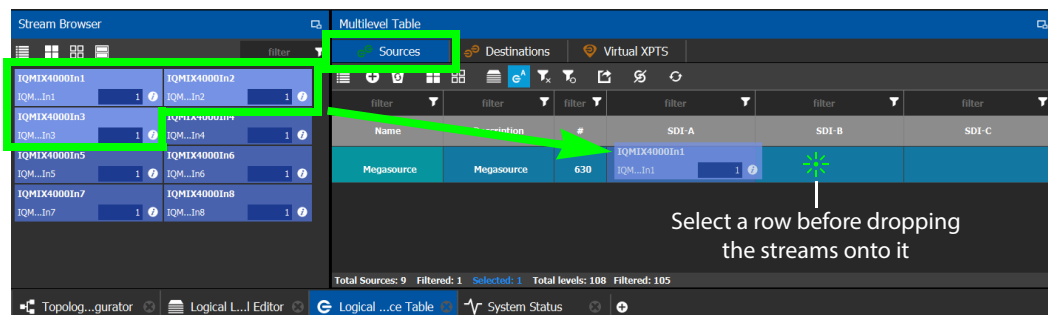 Stream Browser
filter
IQMIX4000In1 IQMIX4000In2
IQM...In1 1 IQM...In2 1
IQMIX4000In3 IQMIX4000In4
IQM...In3 1 IQM...In4 1
IQMIX4000In5 IQMIX4000In6
IQM...In5 1 IQM...In6 1
IQMIX4000In7 IQMIX4000In8
IQM...In7 1 IQM...In8 1
Multilevel Table
Sources Destinations Virtual XPTS
filter filter filter filter filter filter
Name Description # SDI-A SDI-B SDI-C
Megasource Megasource 630
IQMIX4000In1
IQM...In1 1
Select a row before dropping
the streams onto it
Total Sources: 9 Filtered: 1 Selected: 1 Total levels: 108 Filtered: 105
Topolog...gurator Logical L...l Editor Logical ...ce Table System Status